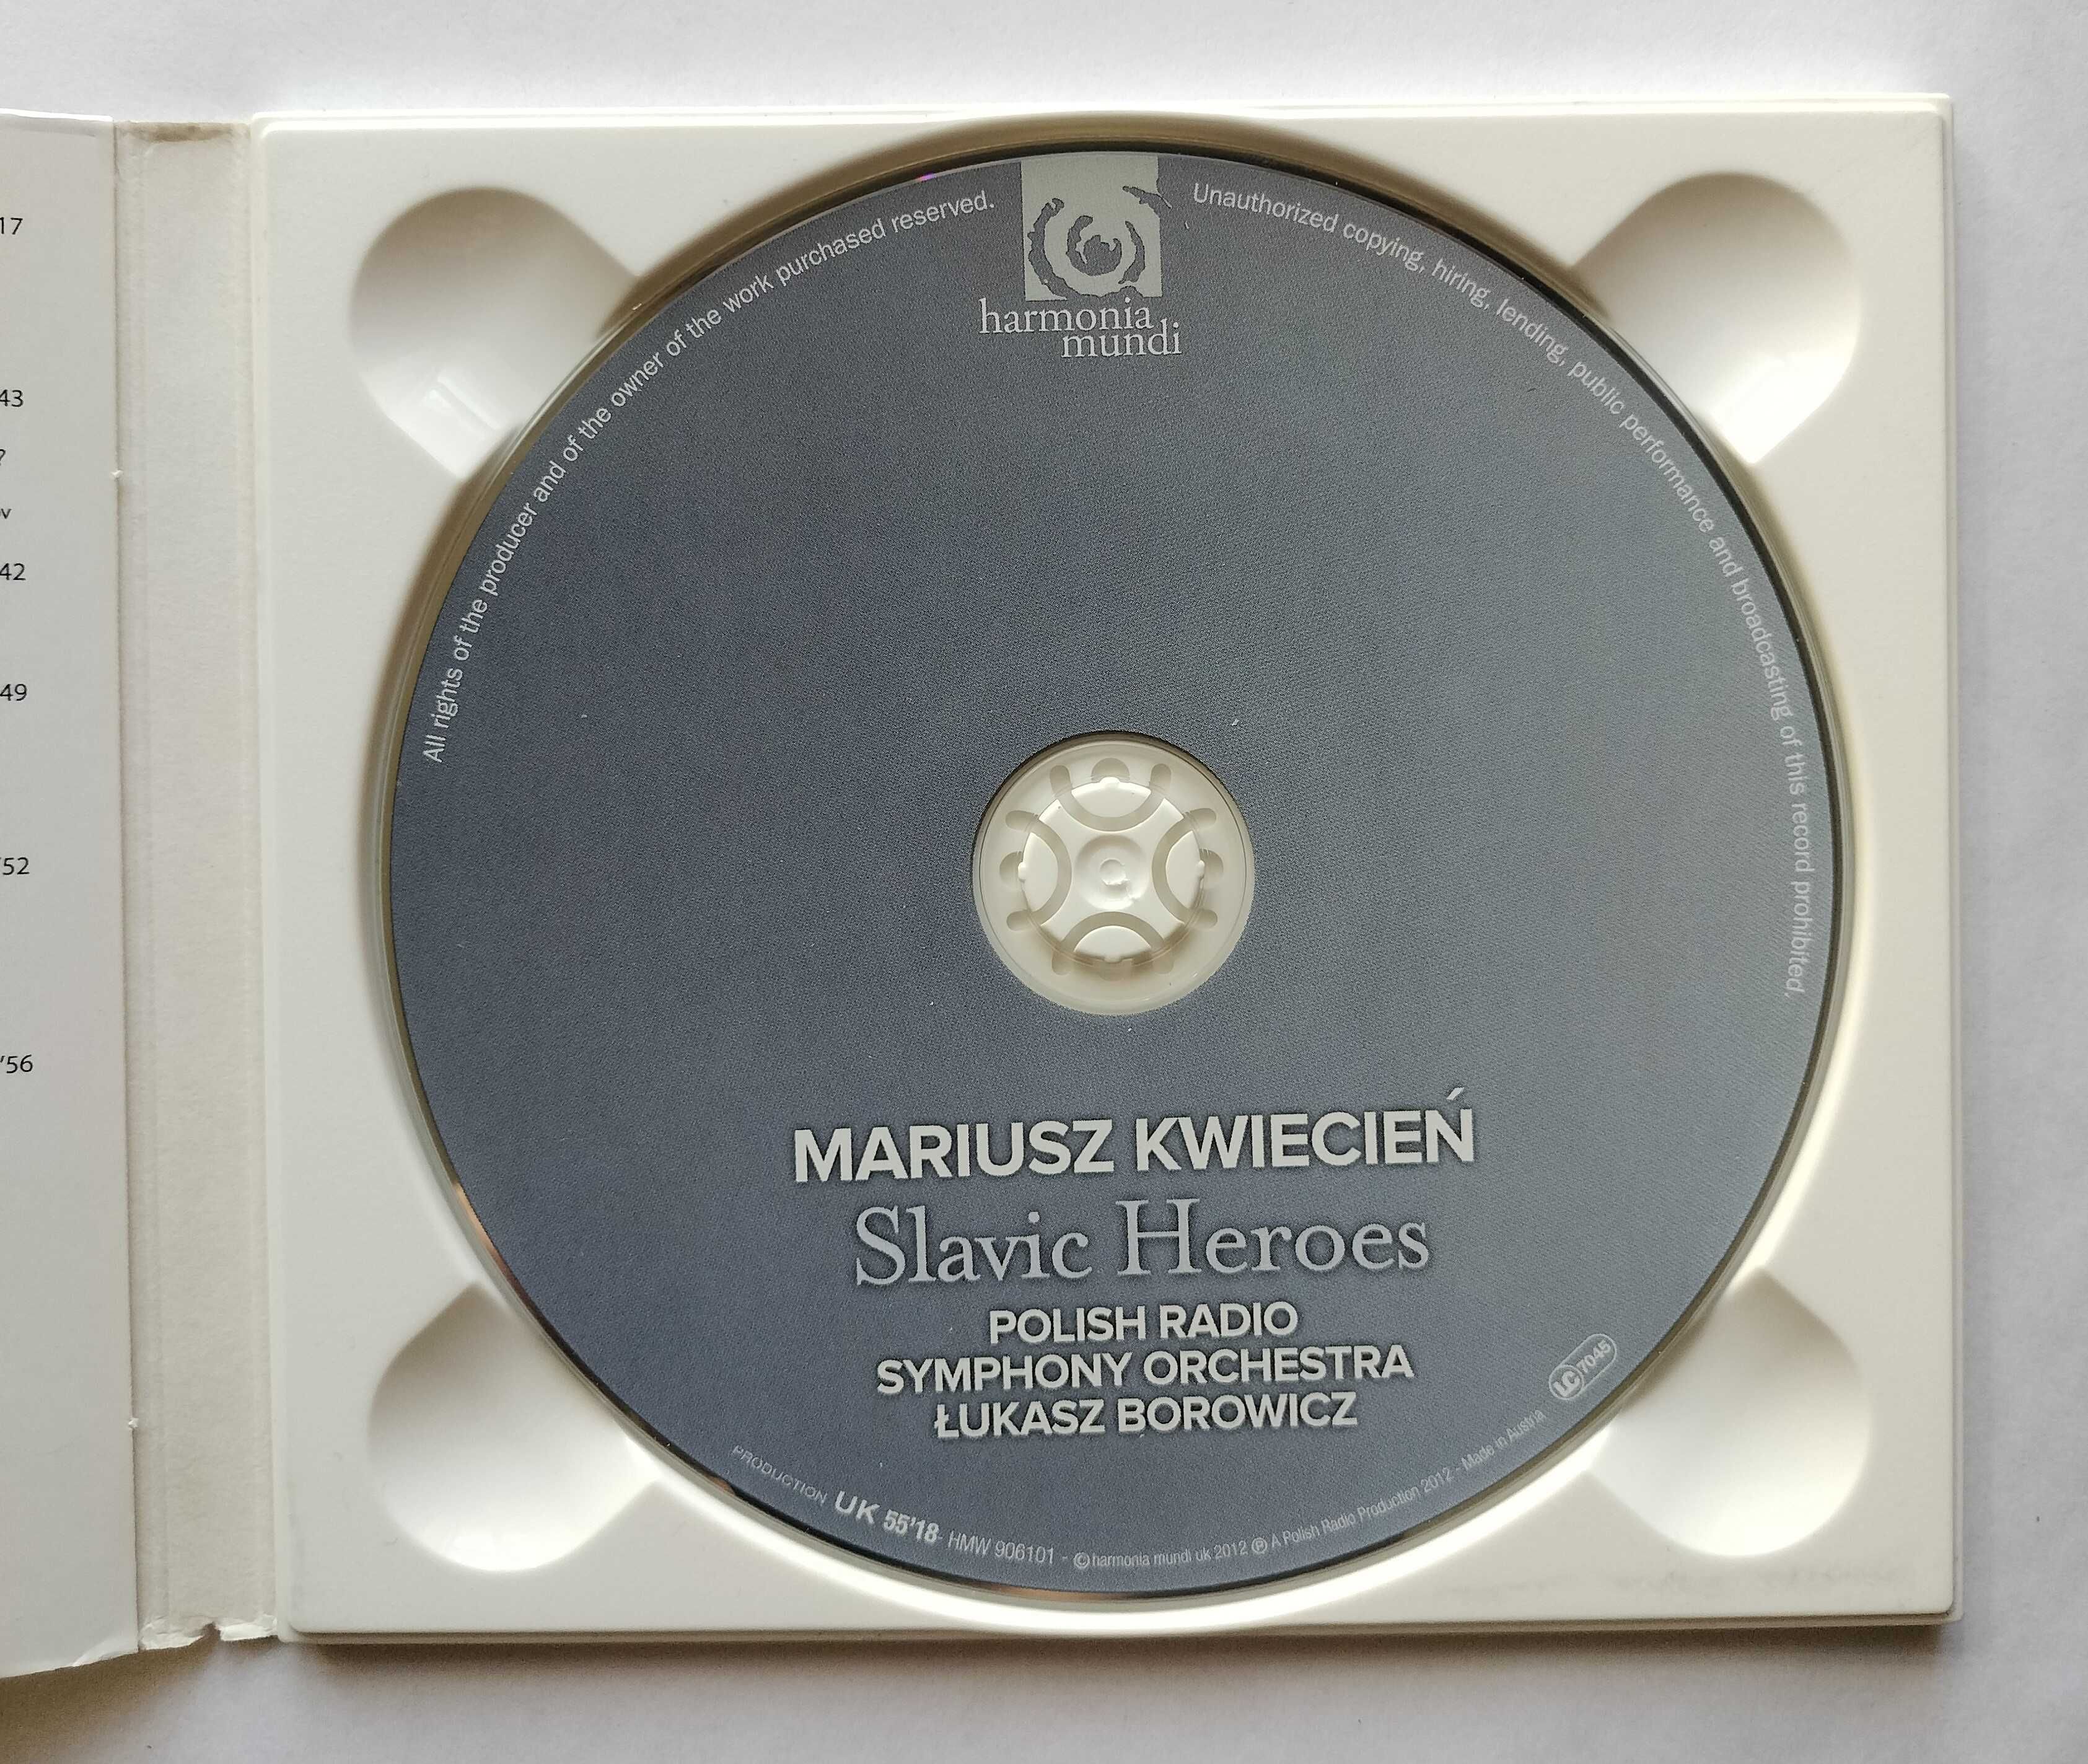 17
43
?
v
42
49
'52
'56
All rights of the producer and of the owner of the work purchased reserved.
harmonia
mundi
Unauthorized copying, hiring, lending, public performance and broadcasting of this record prohibited.
MARIUSZ KWIECIEŃ
Slavic Heroes
POLISH RADIO
SYMPHONY ORCHESTRA
ŁUKASZ BOROWICZ
LC 7045
PRODUCTION UK 55'18 - HMW 906101 - © harmonia mundi uk 2012 ℗ A Polish Radio Production 2012 - Made in Austria